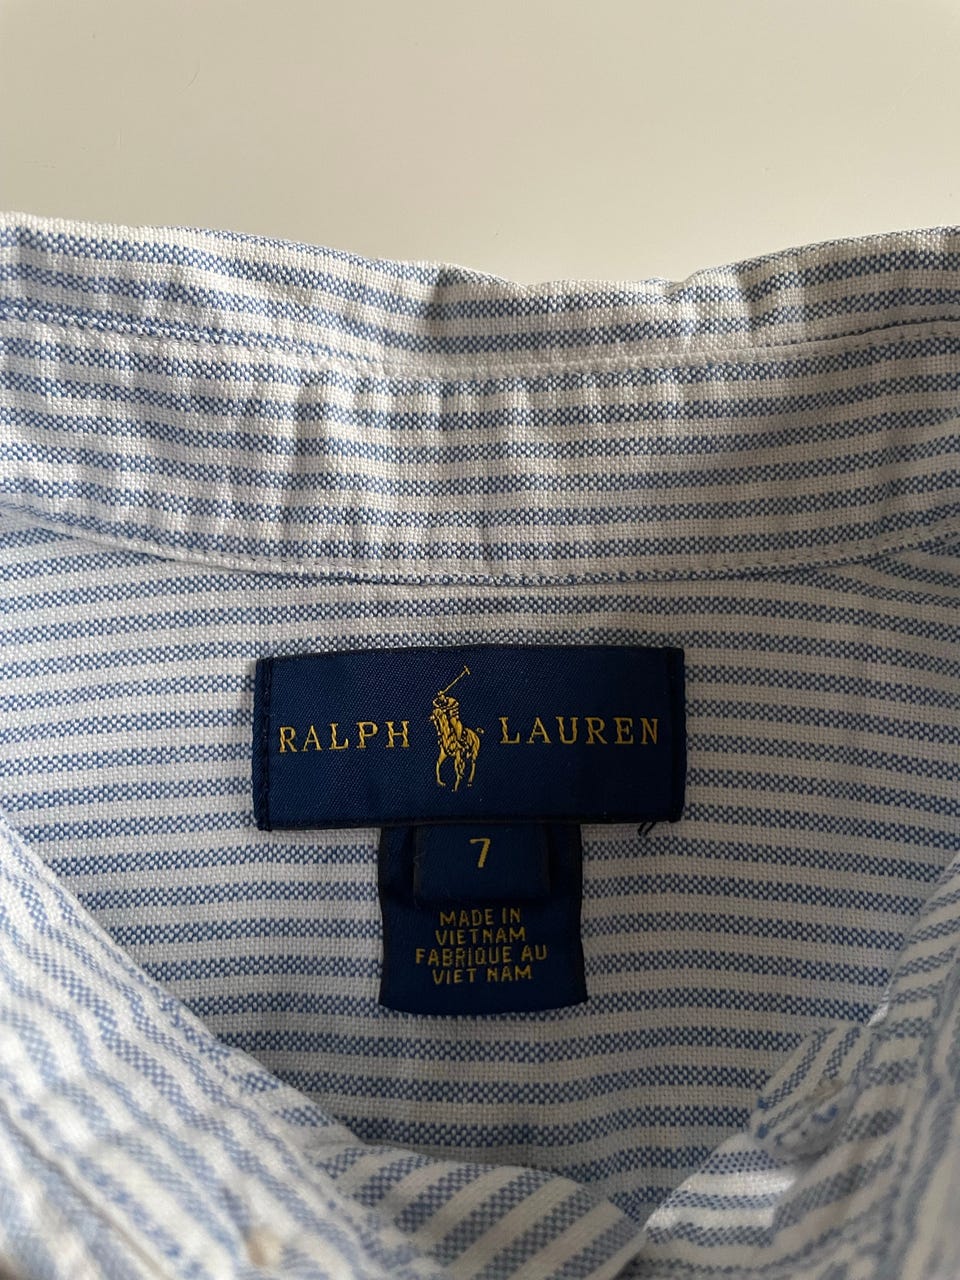 RALPH LAUREN
7
MADE IN
VIETNAM
FABRIQUE AU
VIET NAM